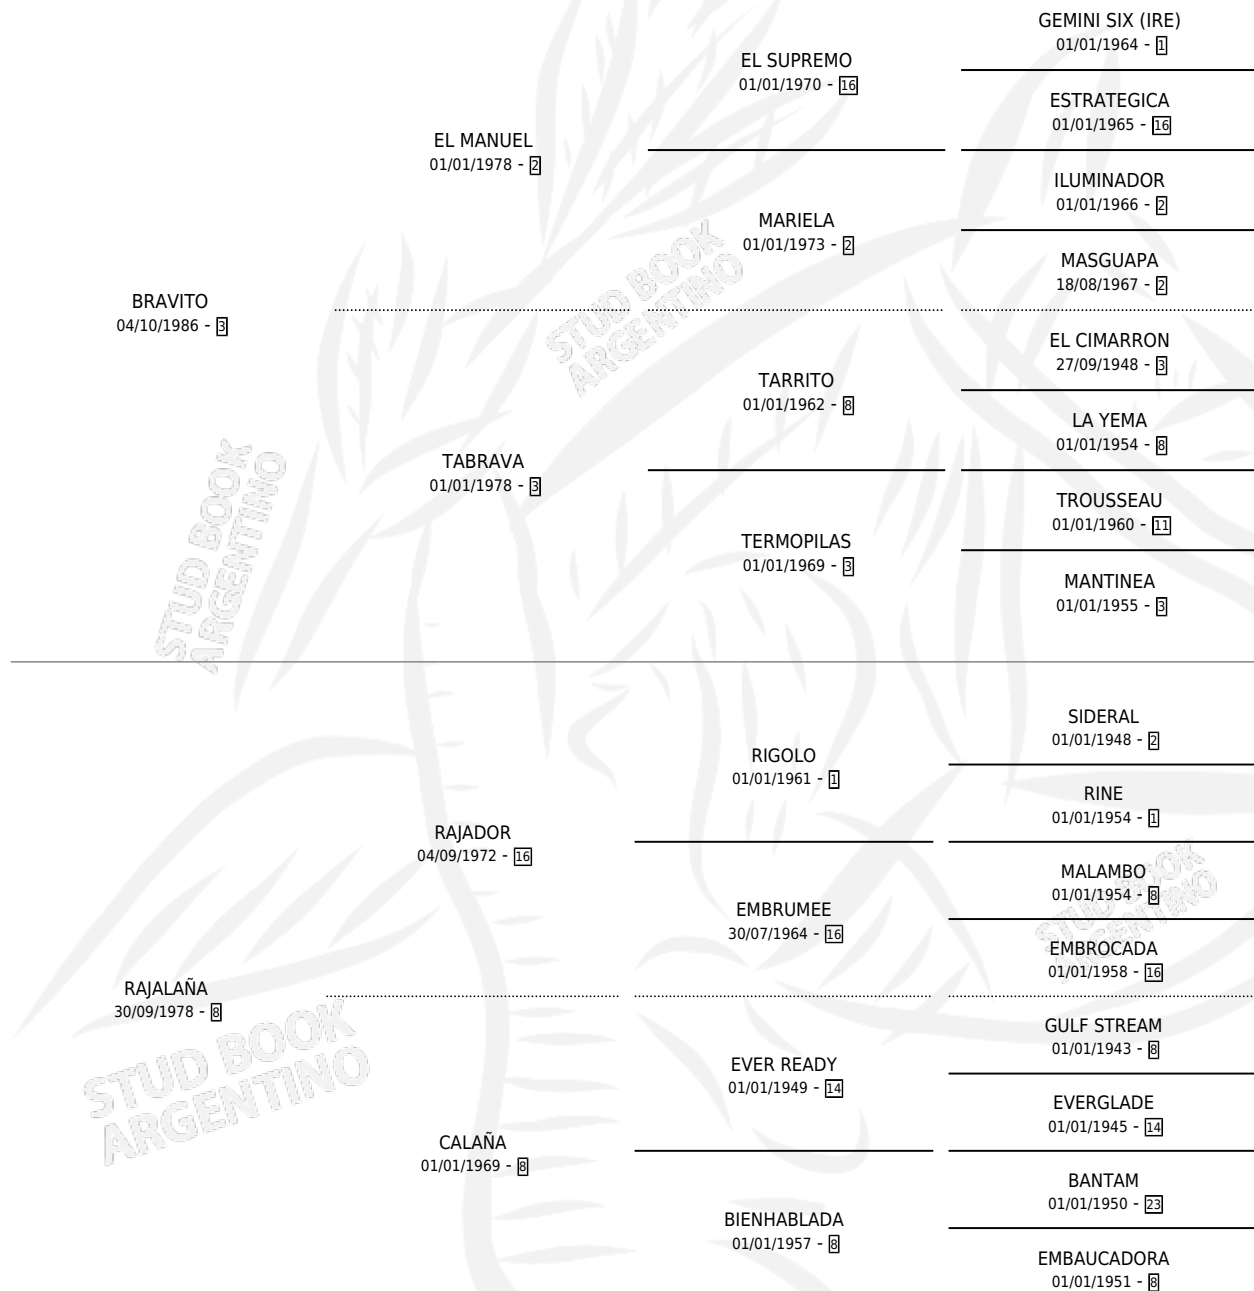 GEMINI SIX (IRE)
01/01/1964 - 1
EL SUPREMO
01/01/1970 - 16
ESTRATEGICA
01/01/1965 - 16
EL MANUEL
01/01/1978 - 2
ILUMINADOR
01/01/1966 - 2
MARIELA
01/01/1973 - 2
MASGUAPA
18/08/1967 - 2
BRAVITO
04/10/1986 - 3
EL CIMARRON
27/09/1948 - 3
TARRITO
01/01/1962 - 8
LA YEMA
01/01/1954 - 8
TABRAVA
01/01/1978 - 3
TROUSSEAU
01/01/1960 - 11
TERMOPILAS
01/01/1969 - 3
MANTINEA
01/01/1955 - 3
STUD BOOK
ARGENTINO
STUD BOOK
ARGENTINO
SIDERAL
01/01/1948 - 2
RIGOLO
01/01/1961 - 1
RINE
01/01/1954 - 1
RAJADOR
04/09/1972 - 16
MALAMBO
01/01/1954 - 8
EMBRUMEE
30/07/1964 - 16
EMBROCADA
01/01/1958 - 16
RAJALAÑA
30/09/1978 - 8
GULF STREAM
01/01/1943 - 8
EVER READY
01/01/1949 - 14
EVERGLADE
01/01/1945 - 14
CALAÑA
01/01/1969 - 8
BANTAM
01/01/1950 - 23
BIENHABLADA
01/01/1957 - 8
EMBAUCADORA
01/01/1951 - 8
STUD BOOK
ARGENTINO
STUD BOOK
ARGENTINO